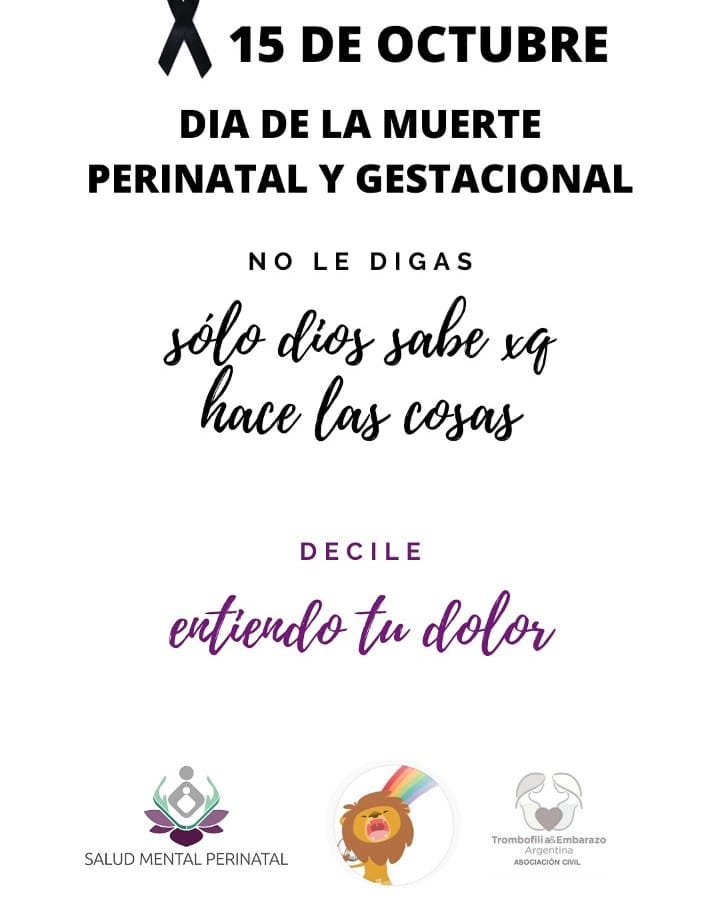 15 DE OCTUBRE
DIA DE LA MUERTE
PERINATAL Y GESTACIONAL
NO LE DIGAS
sólo dios sabe xq
hace las cosas
DECILE
entiendo tu dolor
SALUD MENTAL PERINATAL
Trombofilia&Embarazo
Argentina
ASOCIACIÓN CIVIL